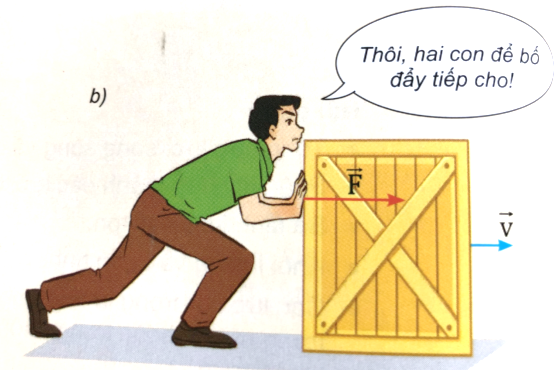 Thôi, hai con để bố
đẩy tiếp cho!
b)
F⃗
v⃗